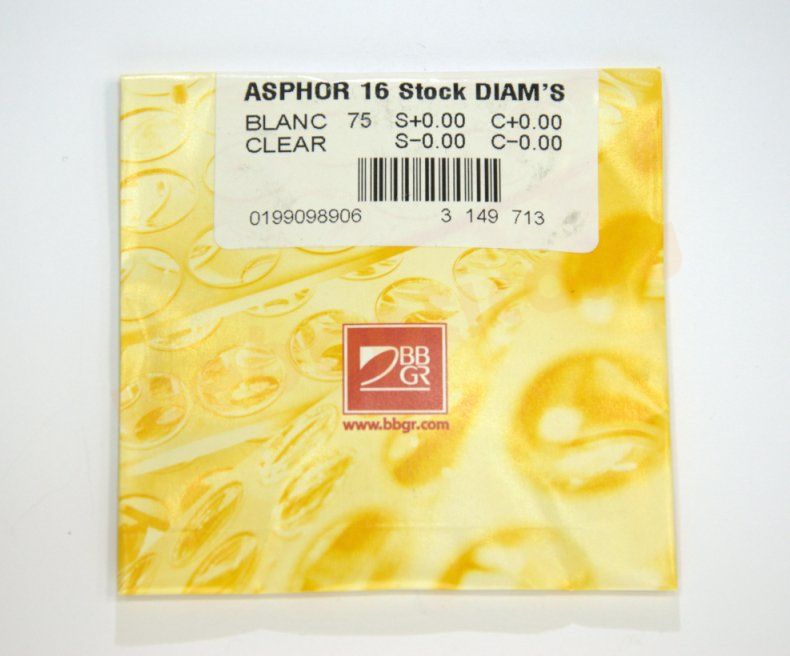 ASPHOR 16 Stock DIAM'S
BLANC 75 S+0.00 C+0.00
CLEAR S-0.00 C-0.00
0199098906 3 149 713
BB
GR
www.bbgr.com